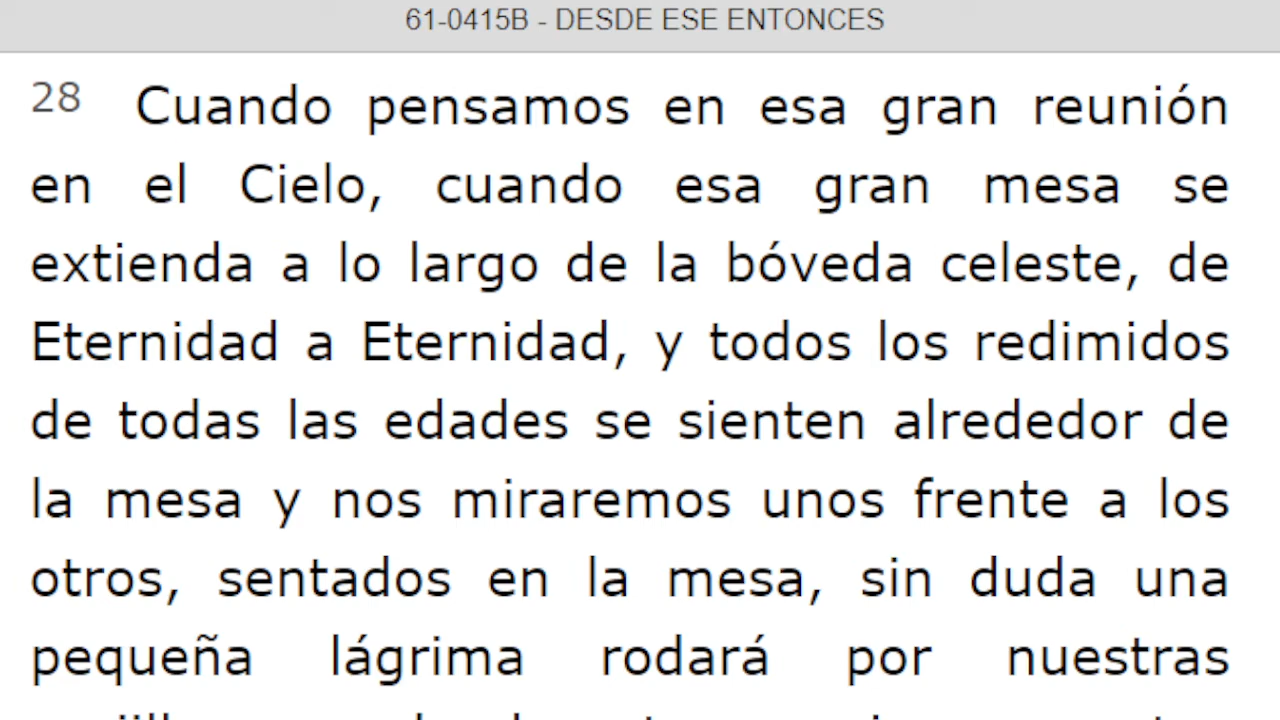 61-0415B - DESDE ESE ENTONCES
28 Cuando pensamos en esa gran reunión
en el Cielo, cuando esa gran mesa se
extienda a lo largo de la bóveda celeste, de
Eternidad a Eternidad, y todos los redimidos
de todas las edades se sienten alrededor de
la mesa y nos miraremos unos frente a los
otros, sentados en la mesa, sin duda una
pequeña lágrima rodará por nuestras